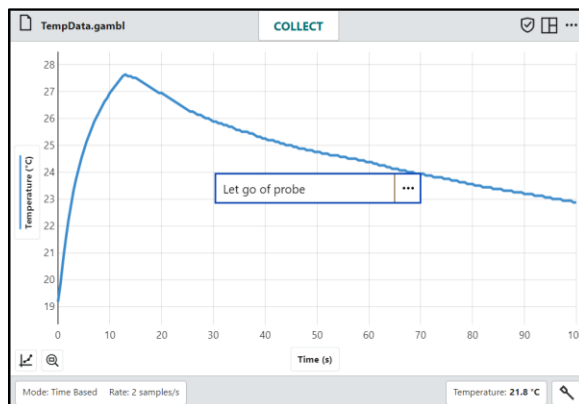 TempData.gambl
COLLECT
...
28
27
26
25
24
23
22
21
20
19
Temperature (°C)
Let go of probe
...
0 10 20 30 40 50 60 70 80 90 100
Time (s)
Mode: Time Based Rate: 2 samples/s
Temperature: 21.8 °C